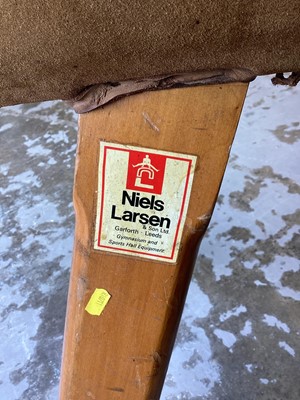 Niels
Larsen
& Son Ltd.
Garforth · Leeds
Gymnasium and
Sports Hall Equipment